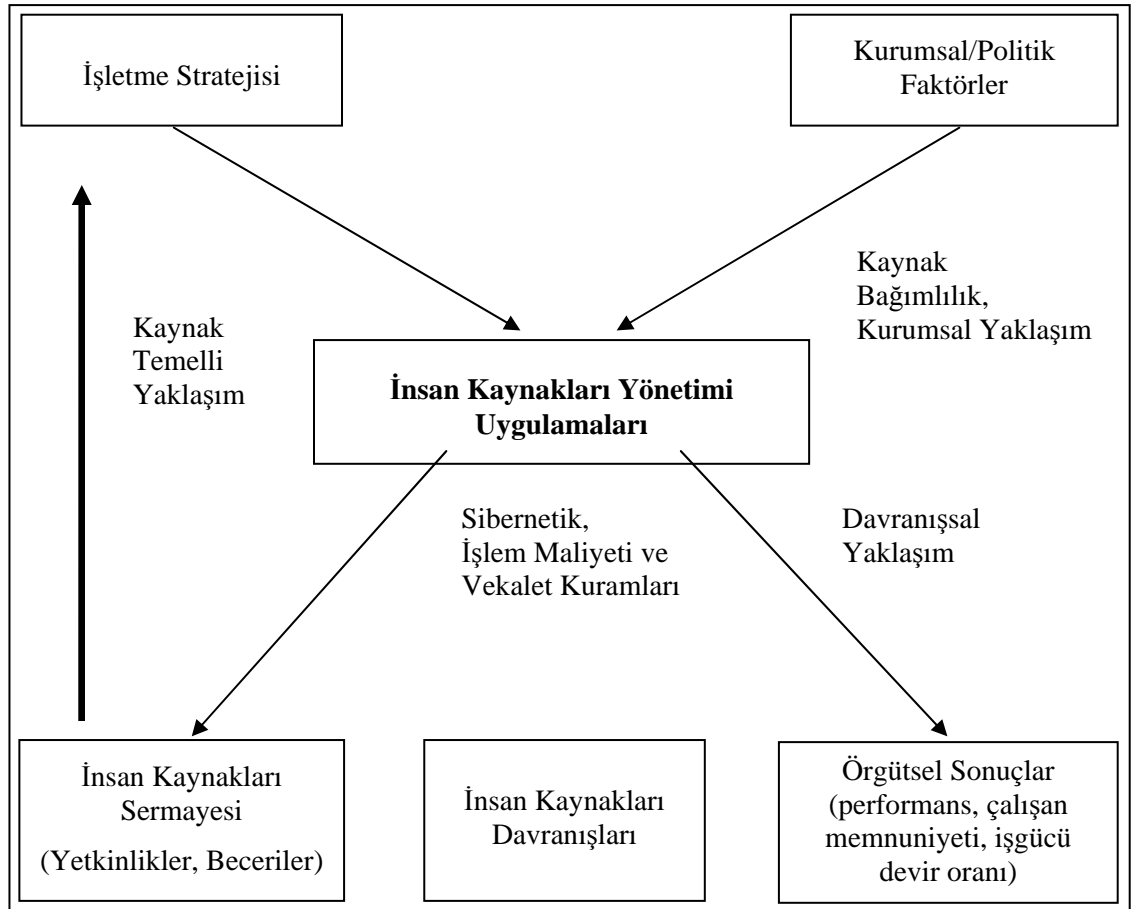 İşletme Stratejisi
Kurumsal/Politik
Faktörler
Kaynak
Temelli
Yaklaşım
Kaynak
Bağımlılık,
Kurumsal Yaklaşım
İnsan Kaynakları Yönetimi
Uygulamaları
Sibernetik,
İşlem Maliyeti ve
Vekalet Kuramları
Davranışsal
Yaklaşım
İnsan Kaynakları
Sermayesi
(Yetkinlikler, Beceriler)
İnsan Kaynakları
Davranışları
Örgütsel Sonuçlar
(performans, çalışan
memnuniyeti, işgücü
devir oranı)